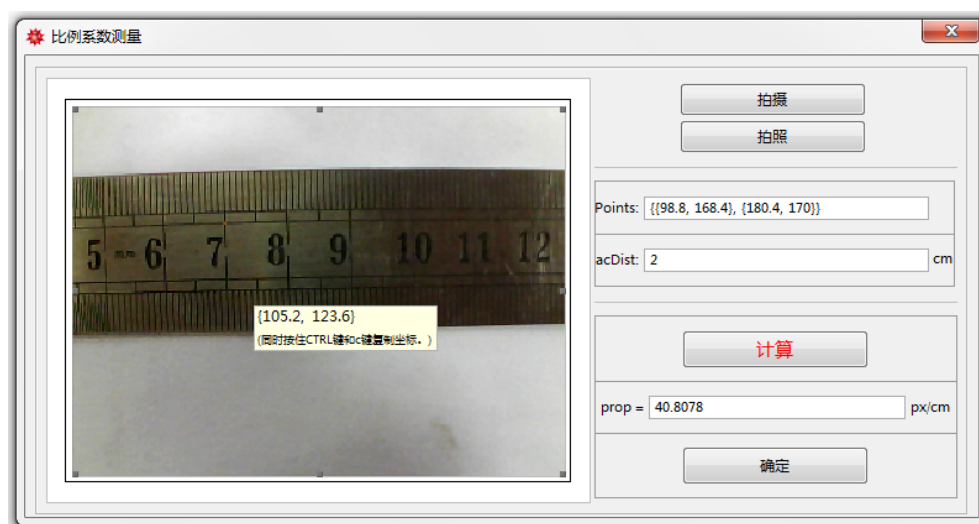 比例系数测量
拍摄
拍照
Points: {{98.8, 168.4}, {180.4, 170}}
acDist: 2 cm
5 mm 6 7 8 9 10 11 12
{105.2, 123.6}
(同时按住CTRL键和c键复制坐标。)
计算
prop = 40.8078 px/cm
确定